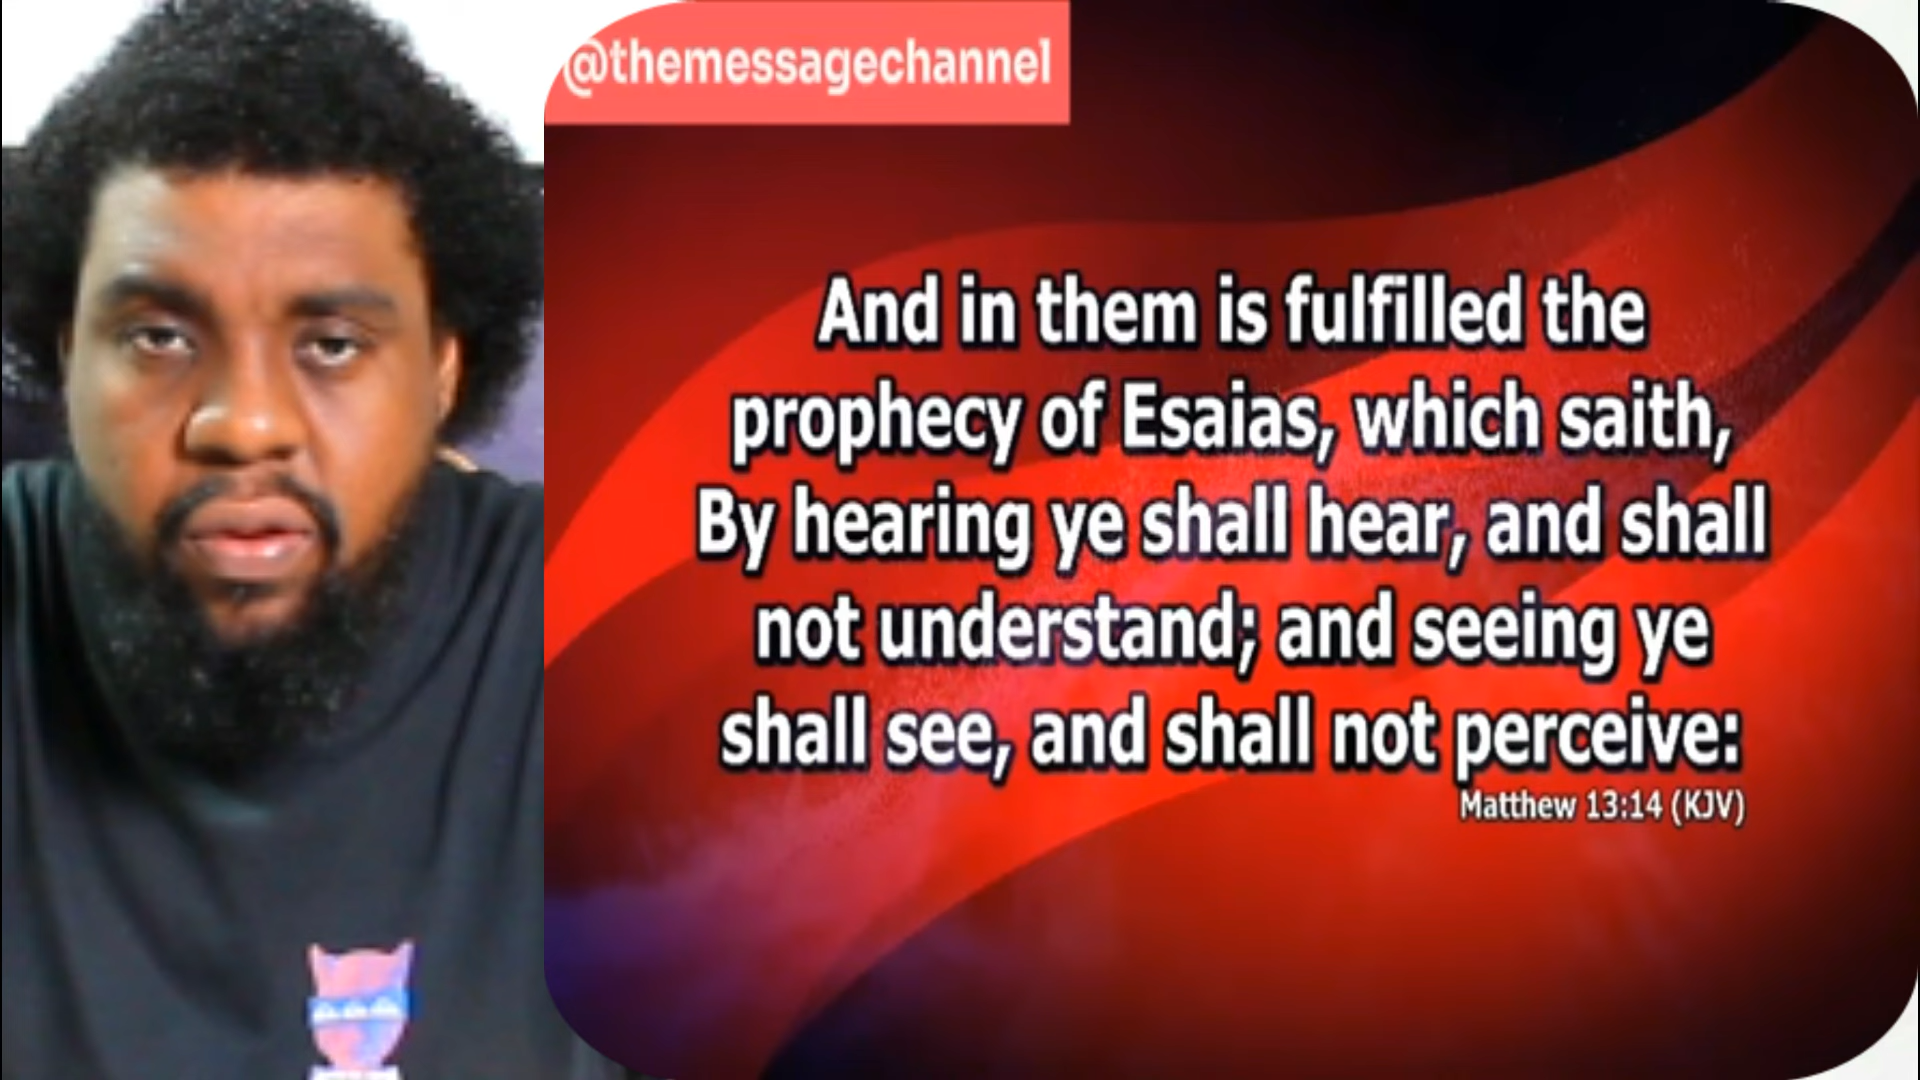 @themessagechannel
And in them is fulfilled the
prophecy of Esaias, which saith,
By hearing ye shall hear, and shall
not understand; and seeing ye
shall see, and shall not perceive:
Matthew 13:14 (KJV)